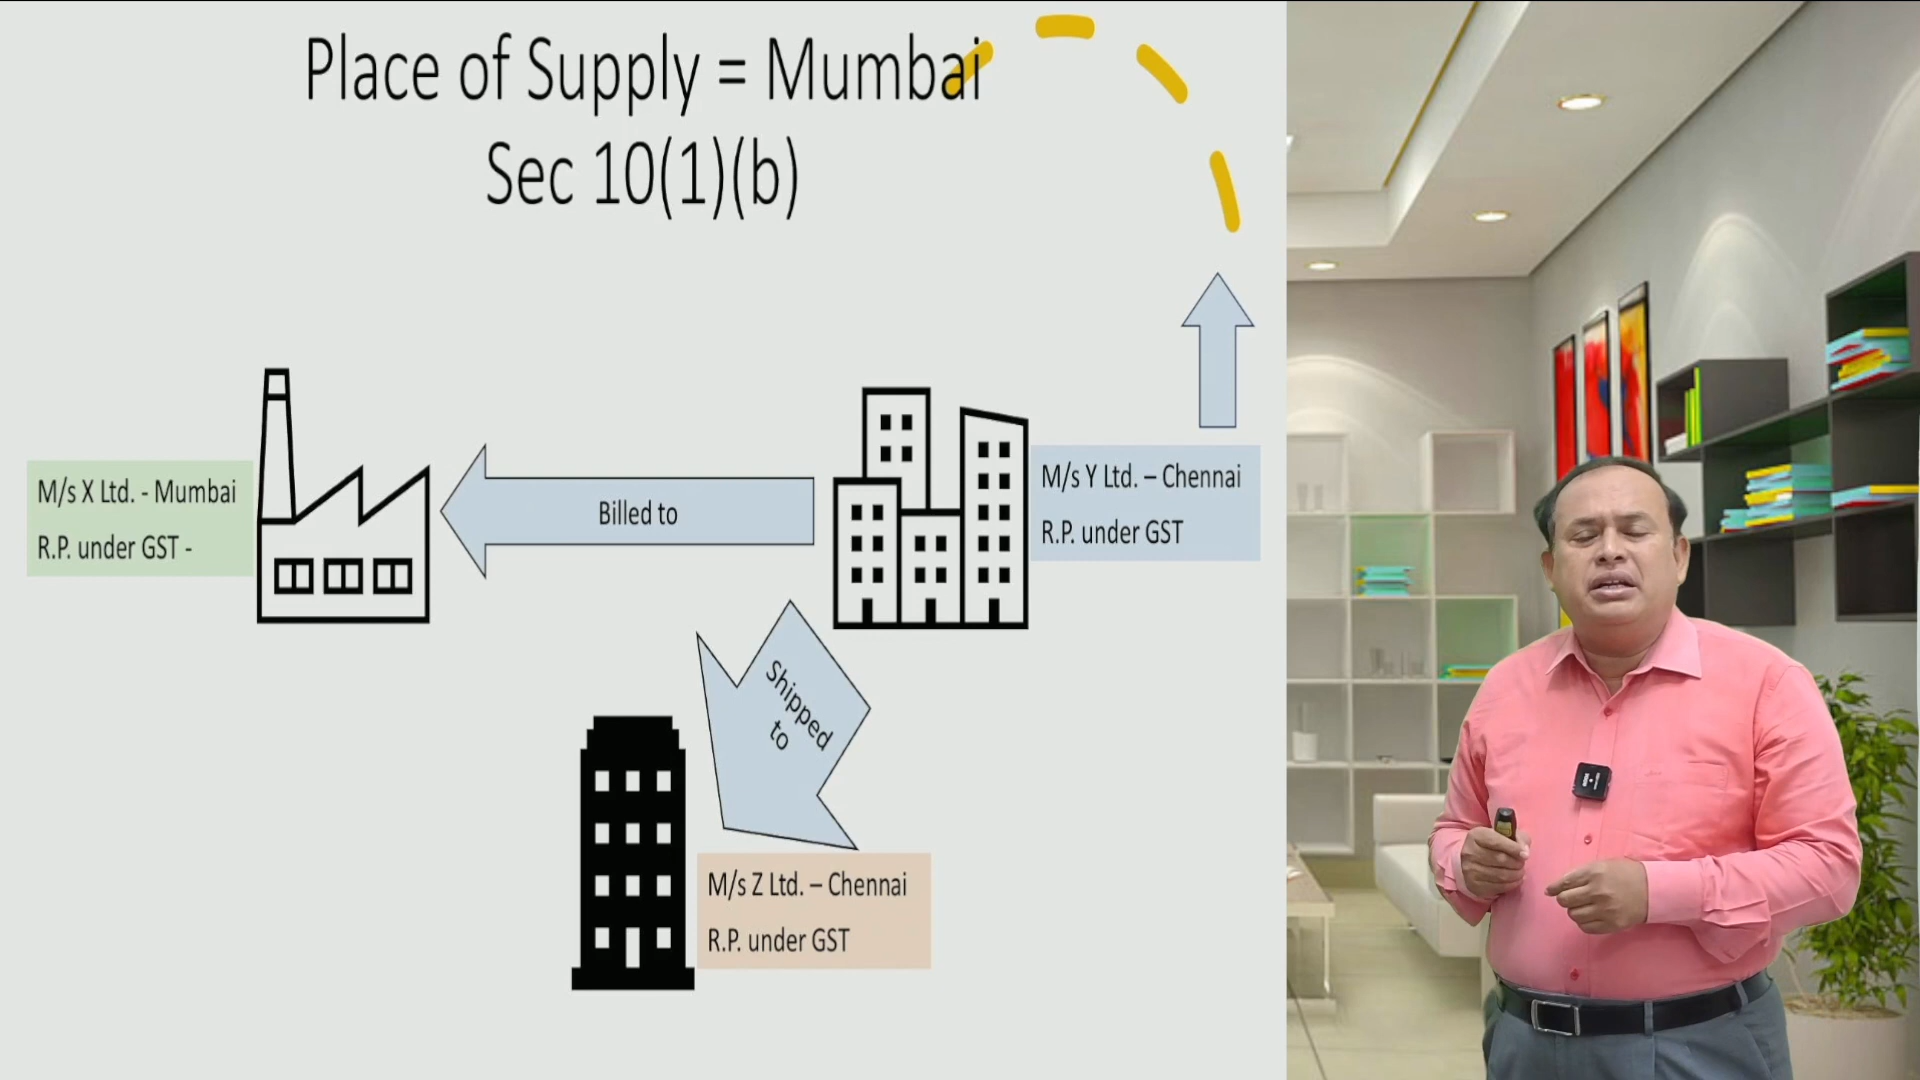 Place of Supply = Mumbai
Sec 10(1)(b)
M/s X Ltd. - Mumbai
R.P. under GST -
Billed to
M/s Y Ltd. – Chennai
R.P. under GST
Shipped
to
M/s Z Ltd. – Chennai
R.P. under GST